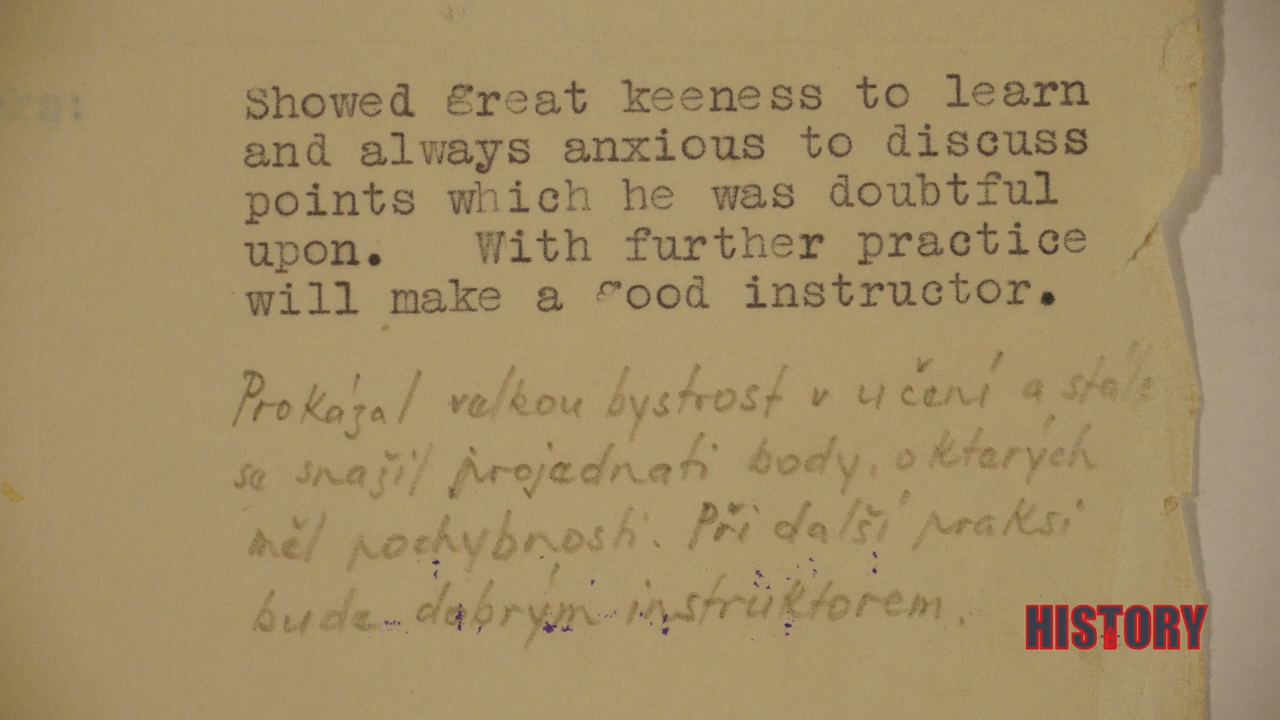 Showed great keeness to learn
and always anxious to discuss
points which he was doubtful
upon. With further practice
will make a good instructor.
Prokázal velkou bystrost v učení a stále
se snažil projednati body, o kterých
měl pochybnosti. Při další praksi
bude dobrým instruktorem.
HISTORY